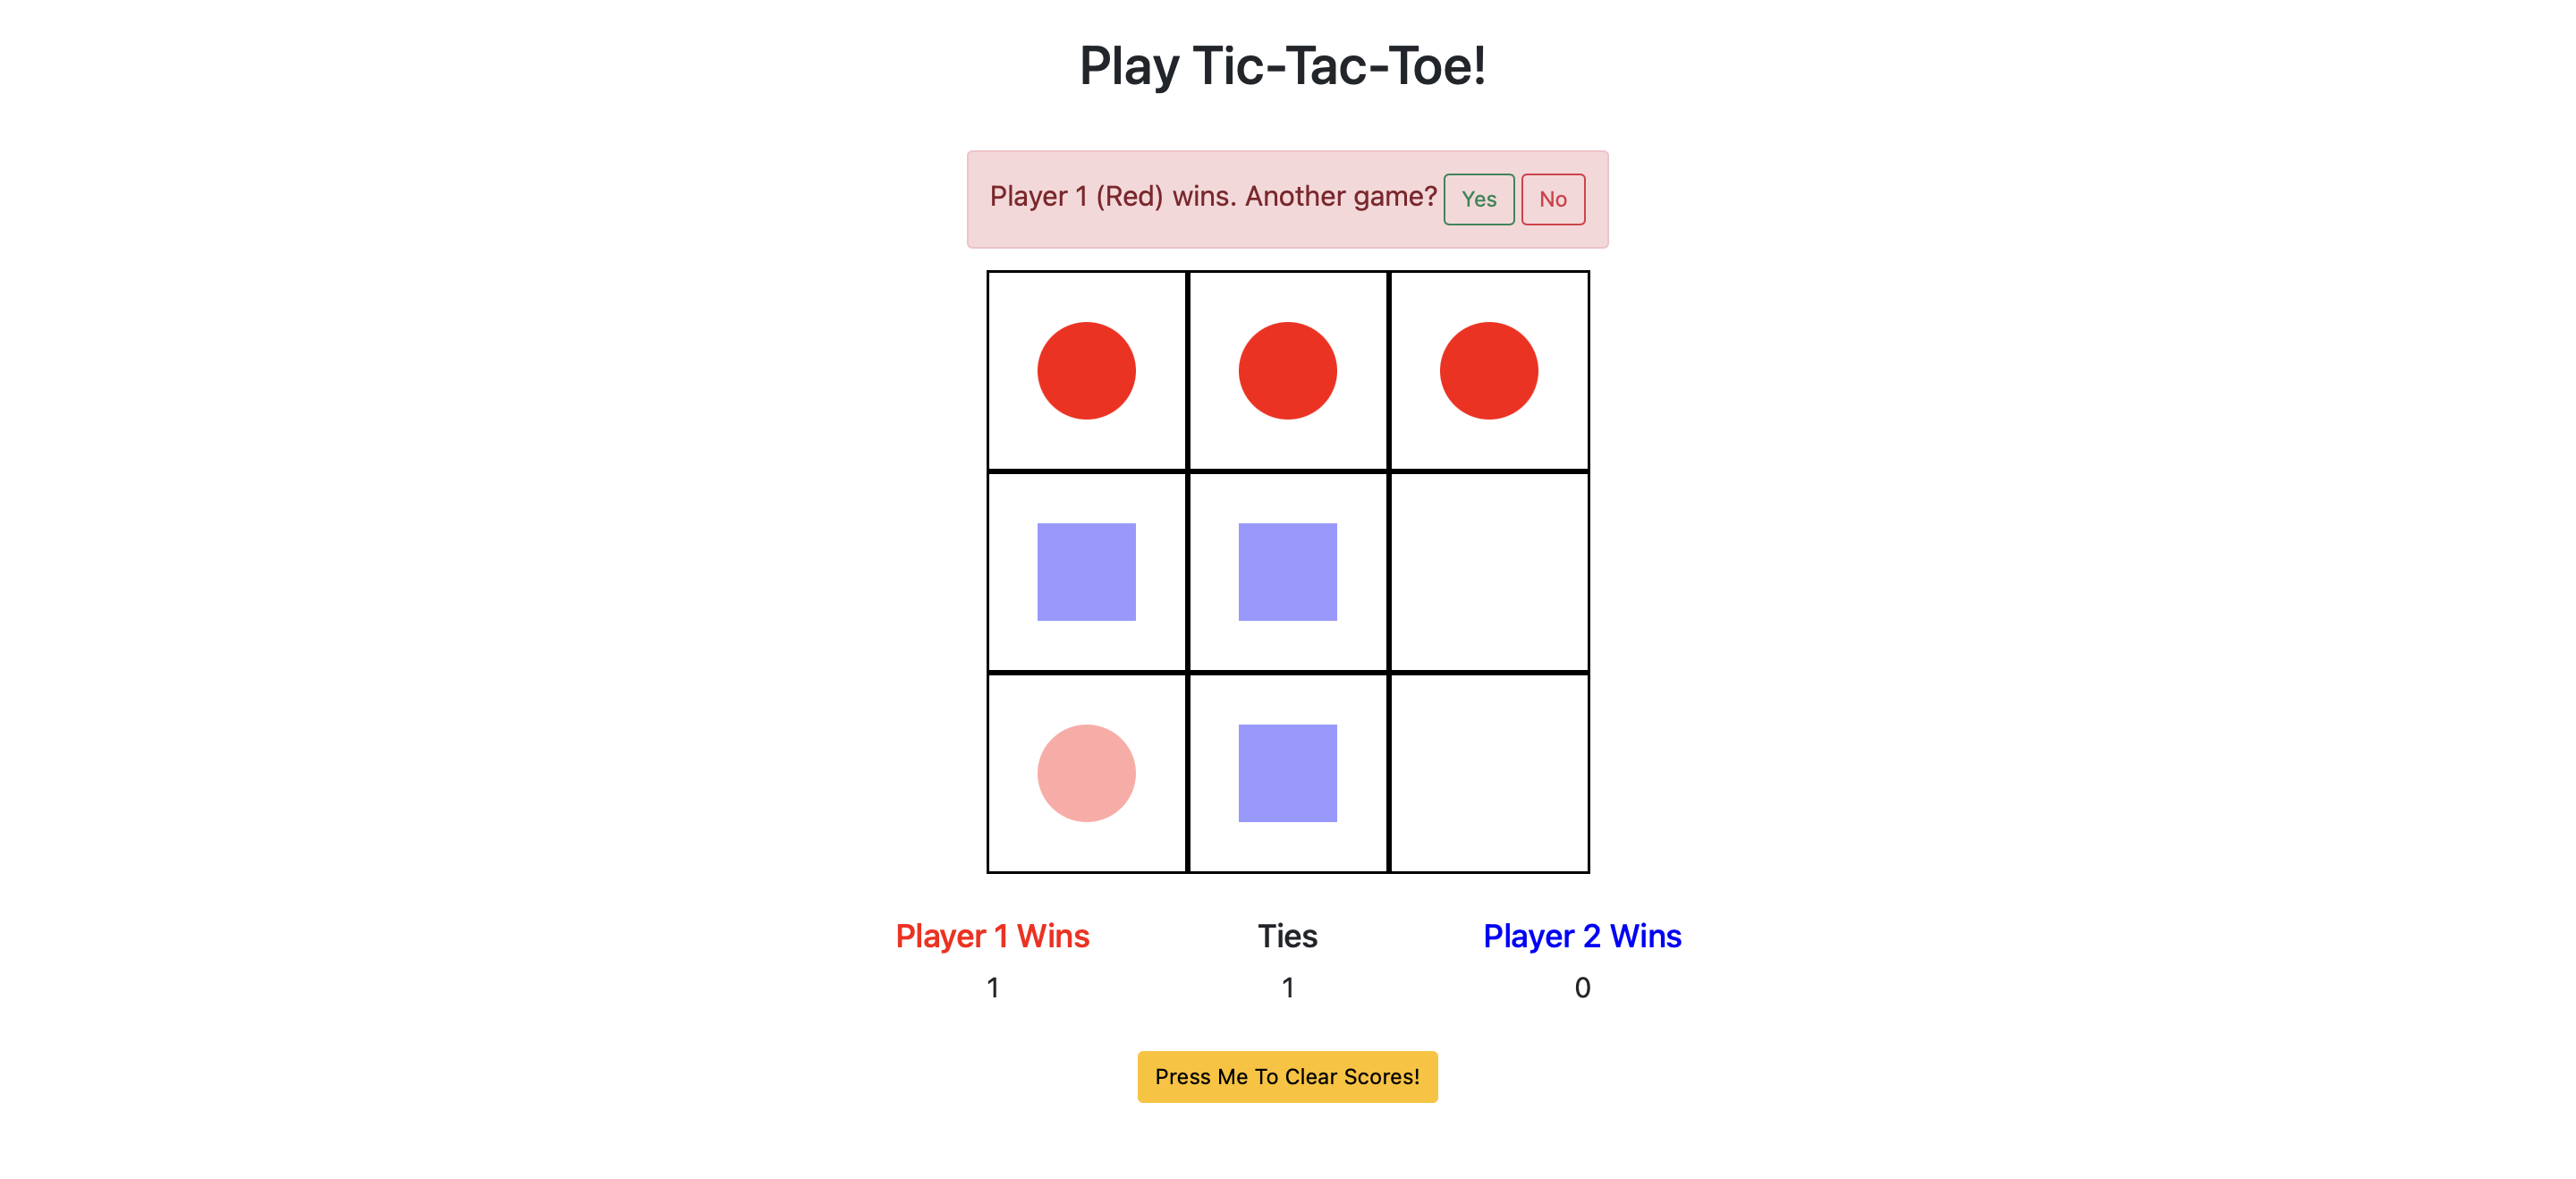 Play Tic-Tac-Toe!
Player 1 (Red) wins. Another game? Yes No
Player 1 Wins Ties Player 2 Wins
1 1 0
Press Me To Clear Scores!